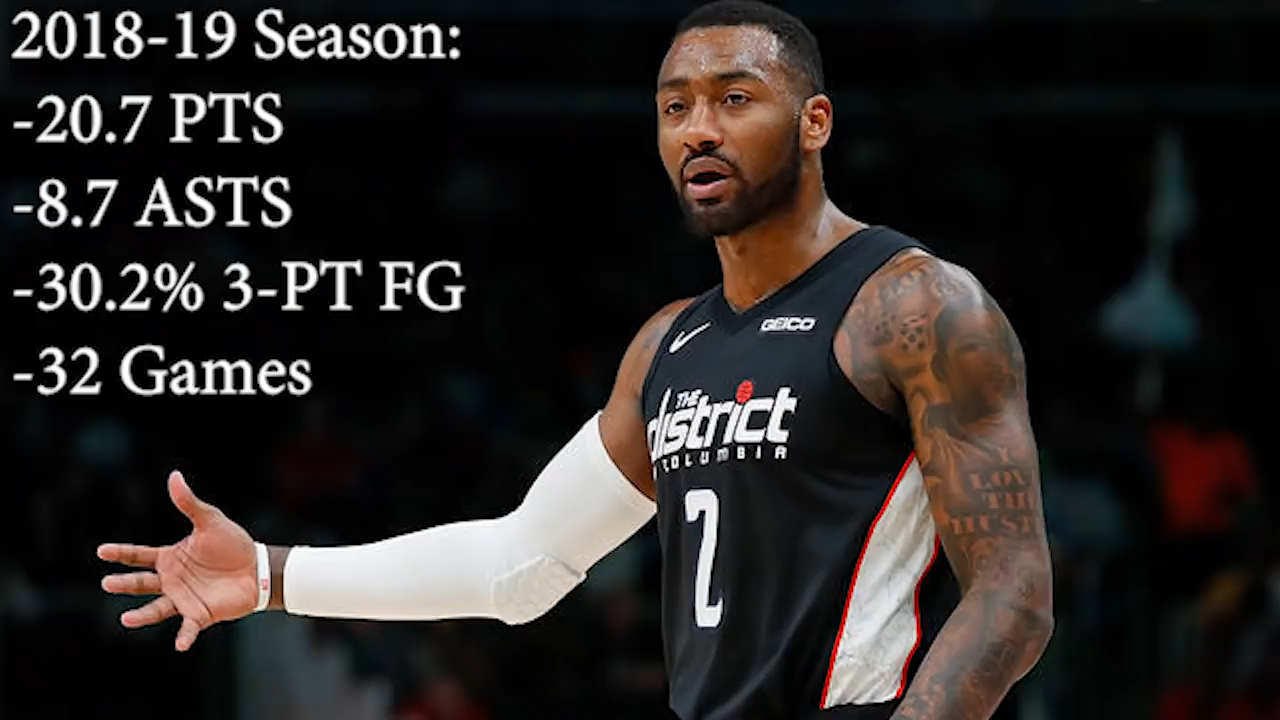 2018-19 Season:
-20.7 PTS
-8.7 ASTS
-30.2% 3-PT FG
-32 Games
GEICO
THE
district
COLUMBIA
2
LOV